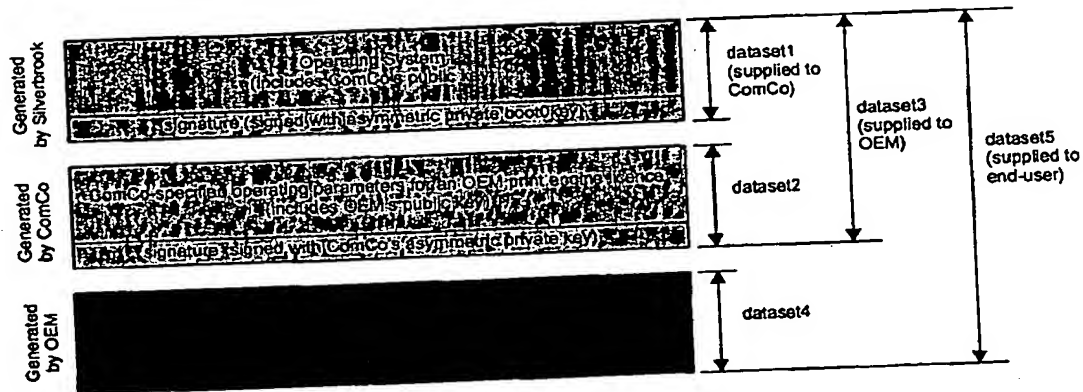 Generated
by Silverbrook
Operating System
(includes ComCo's public key)
signature (signed with asymmetric private boot0key)
dataset1
(supplied to
ComCo)
dataset3
(supplied to
OEM)
dataset5
(supplied to
end-user)
Generated
by ComCo
ComCo specified operating parameters for an OEM print engine licence
(includes OEM's public key)
signature (signed with ComCo's asymmetric private key)
dataset2
Generated
by OEM
dataset4